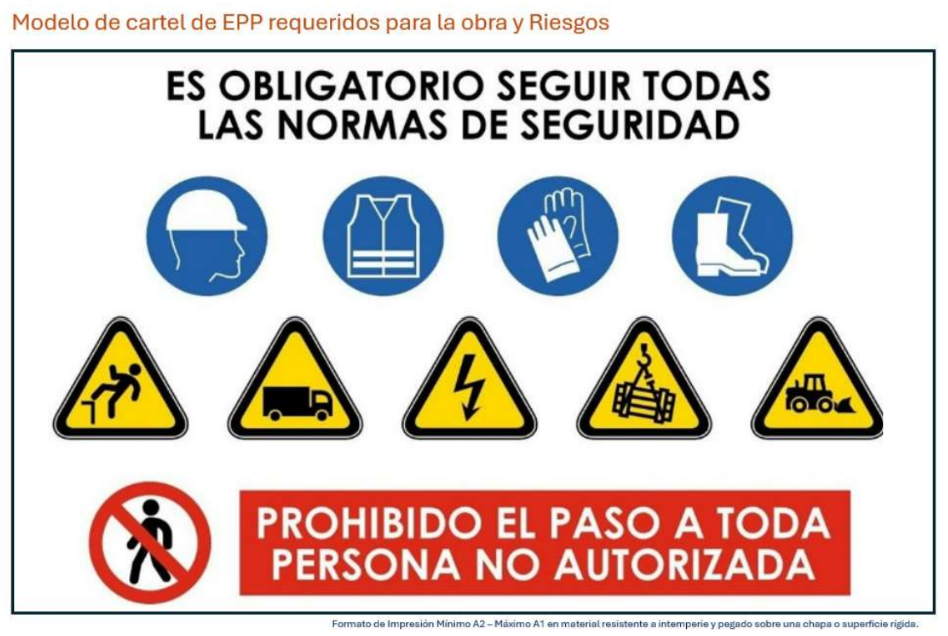 Modelo de cartel de EPP requeridos para la obra y Riesgos
ES OBLIGATORIO SEGUIR TODAS
LAS NORMAS DE SEGURIDAD
PROHIBIDO EL PASO A TODA
PERSONA NO AUTORIZADA
Formato de Impresión Mínimo A2 – Máximo A1 en material resistente a intemperie y pegado sobre una chapa o superficie rígida.